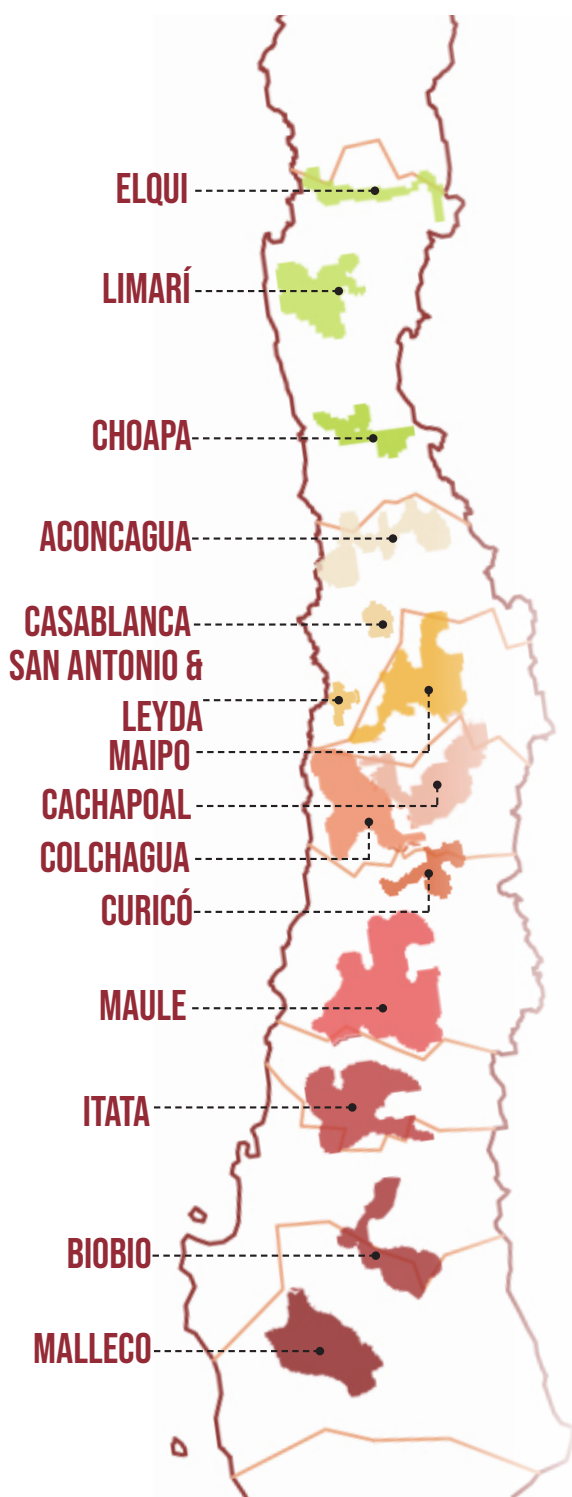 ELQUI
LIMARÍ
CHOAPA
ACONCAGUA
CASABLANCA
SAN ANTONIO &
LEYDA
MAIPO
CACHAPOAL
COLCHAGUA
CURICÓ
MAULE
ITATA
BIOBIO
MALLECO